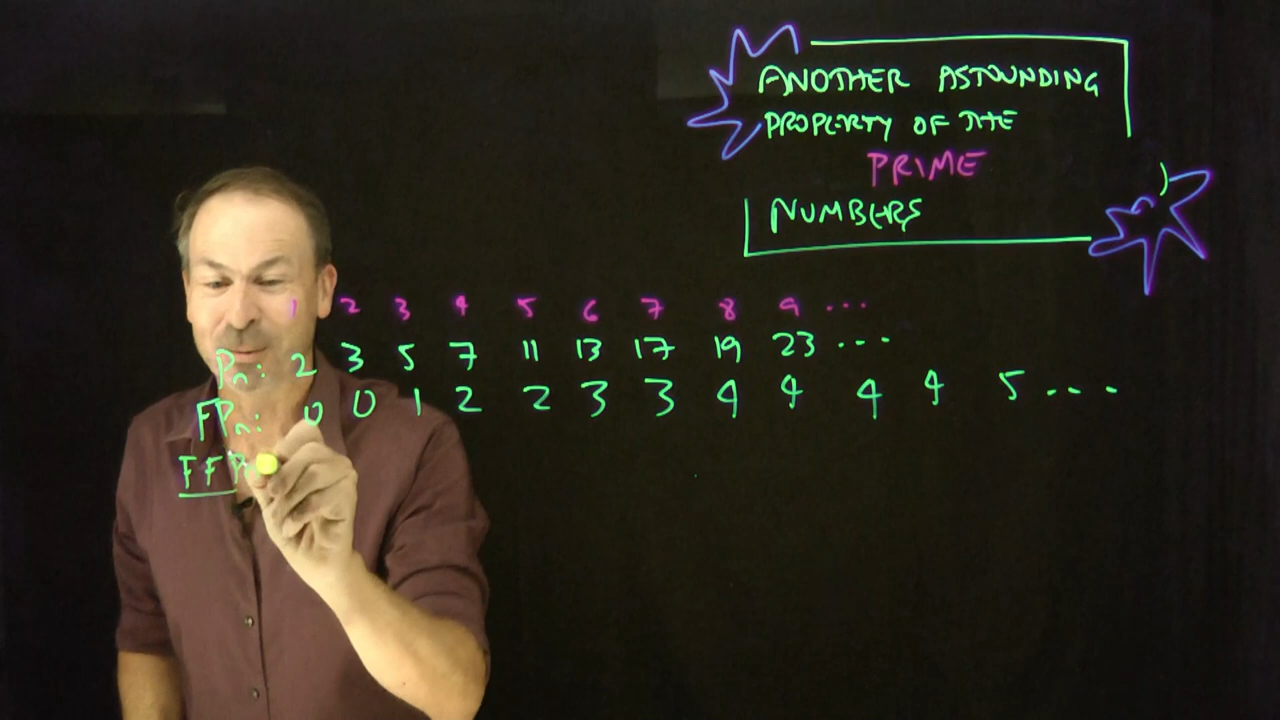 ANOTHER ASTOUNDING
PROPERTY OF THE
PRIME
NUMBERS
1 2 3 4 5 6 7 8 9 ...
Pn: 2 3 5 7 11 13 17 19 23 ...
FPn: 0 0 1 2 2 3 3 4 4 4 4 5 ...
FFP